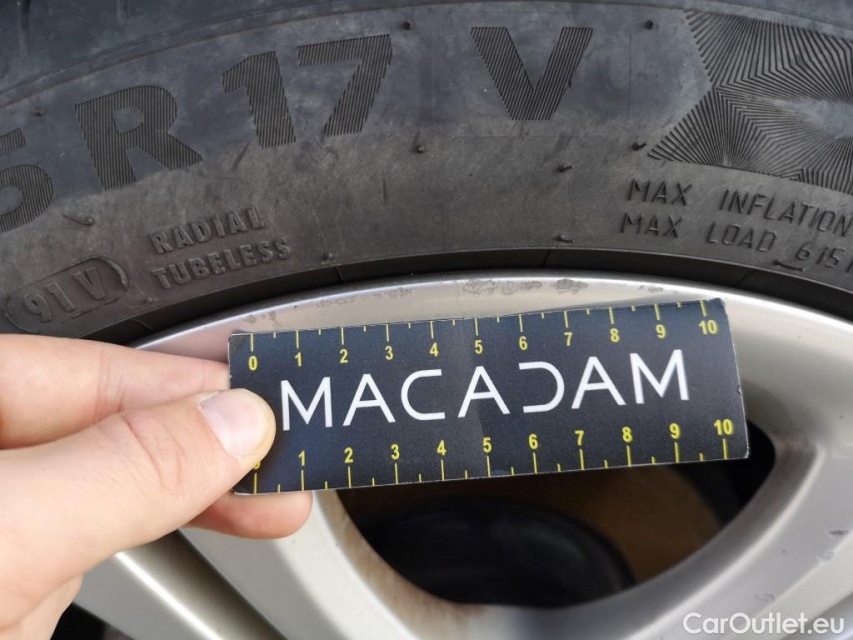 5 R 17 V
RADIAL
TUBELESS
91V
MAX INFLATION
MAX LOAD 615
0 1 2 3 4 5 6 7 8 9 10
MACADAM
1 2 3 4 5 6 7 8 9 10
CarOutlet.eu